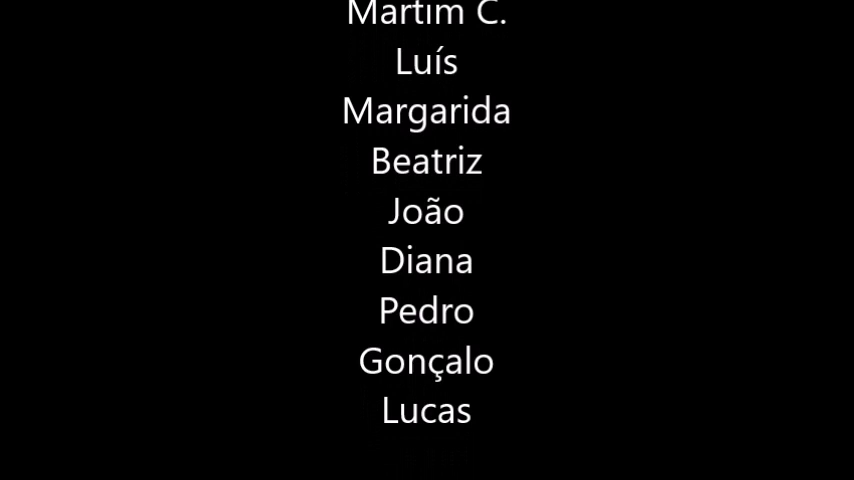 Martim C.
Luís
Margarida
Beatriz
João
Diana
Pedro
Gonçalo
Lucas